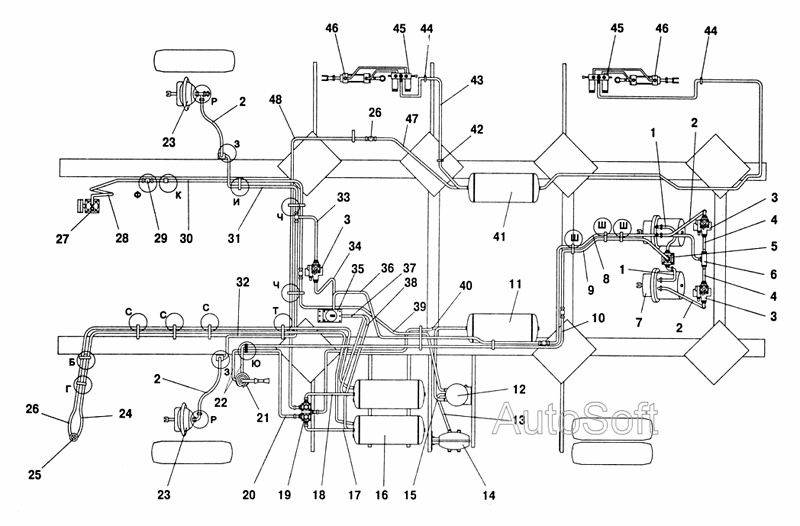 46 45 44 45 46 44
43
23 Р 2 48 26 47 42 1 2
З
27 28 Ф 29 К 30 И 31 Ч 33 3 41 Ш Ш Ш 3 4
34 8 5
35 36 37 38 9 1 6
32 Ч 39 40 11 4
С С С Т 10 7 2 3
Б З Ю
Г 2 22 21 12
26 24 Р 13
AutoSoft
25 23 20 19 18 17 16 15 14